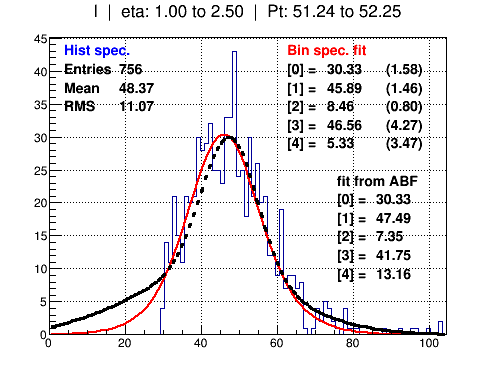 I | eta: 1.00 to 2.50 | Pt: 51.24 to 52.25
Hist spec.
Entries 756
Mean 48.37
RMS 11.07
Bin spec. fit
[0] = 30.33 (1.58)
[1] = 45.89 (1.46)
[2] = 8.46 (0.80)
[3] = 46.56 (4.27)
[4] = 5.33 (3.47)
fit from ABF
[0] = 30.33
[1] = 47.49
[2] = 7.35
[3] = 41.75
[4] = 13.16
45
40
35
30
25
20
15
10
5
0
0 20 40 60 80 100